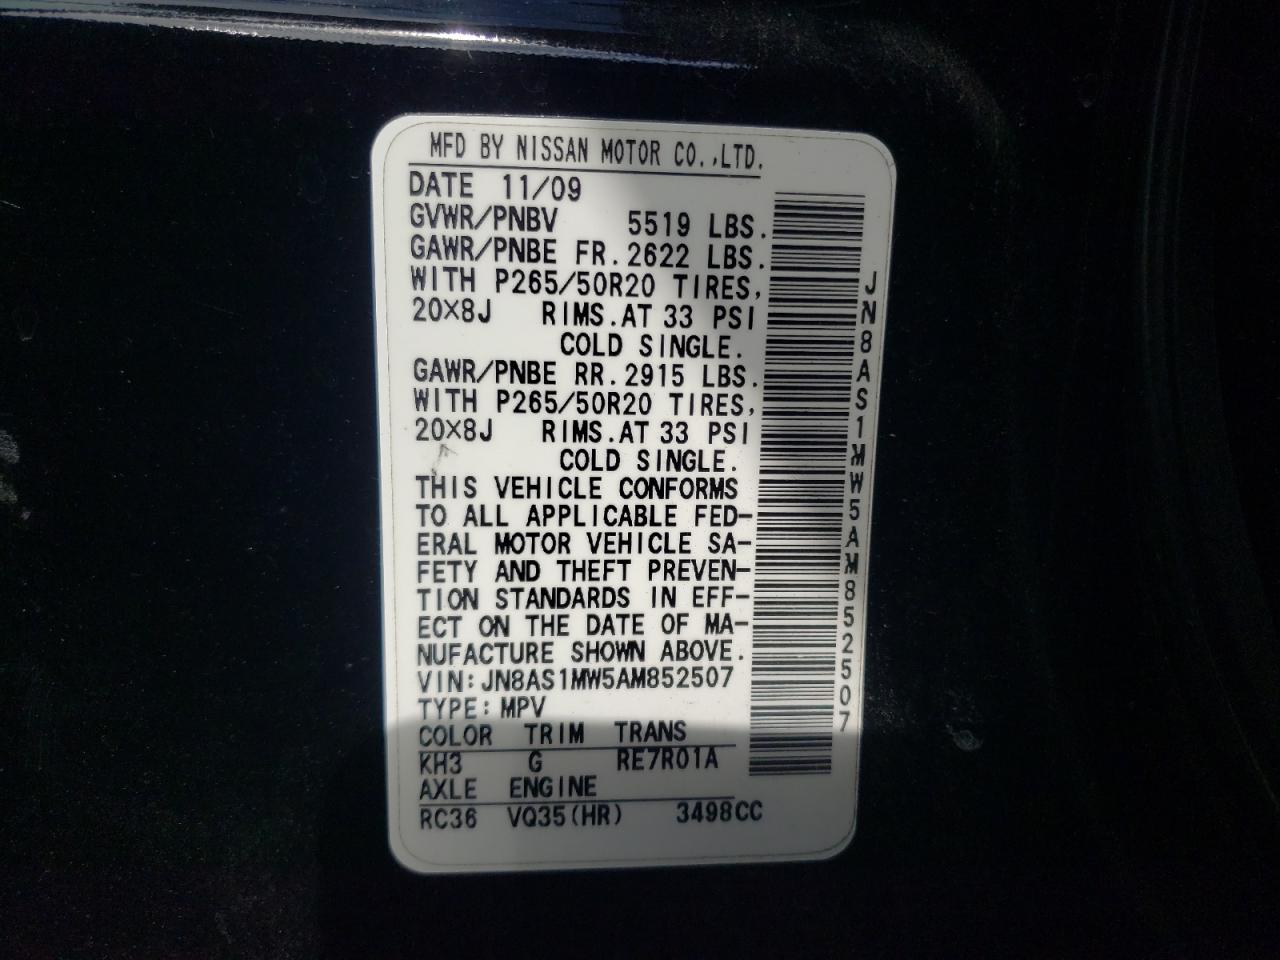 MFD BY NISSAN MOTOR CO.,LTD.
DATE 11/09
GVWR/PNBV 5519 LBS.
GAWR/PNBE FR.2622 LBS.
WITH P265/50R20 TIRES,
20×8J RIMS.AT 33 PSI
COLD SINGLE.
GAWR/PNBE RR.2915 LBS.
WITH P265/50R20 TIRES,
20×8J RIMS.AT 33 PSI
COLD SINGLE.
THIS VEHICLE CONFORMS
TO ALL APPLICABLE FED-
ERAL MOTOR VEHICLE SA-
FETY AND THEFT PREVEN-
TION STANDARDS IN EFF-
ECT ON THE DATE OF MA-
NUFACTURE SHOWN ABOVE.
VIN:JN8AS1MW5AM852507
TYPE:MPV
COLOR TRIM TRANS
KH3 G RE7R01A
AXLE ENGINE
RC36 VQ35(HR) 3498CC
JN8AS1MW5AM852507